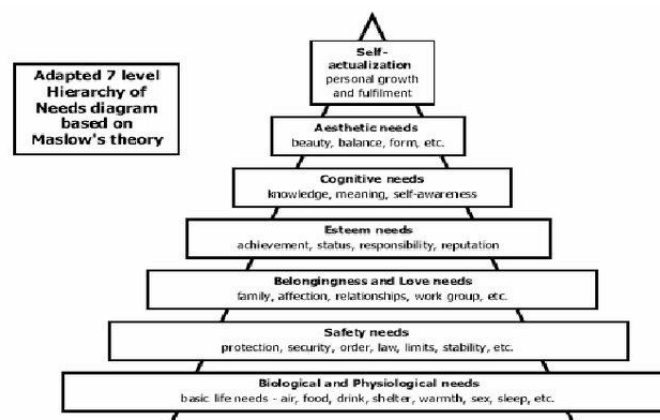 Adapted 7 level
Hierarchy of
Needs diagram
based on
Maslow's theory
Self-
actualization
personal growth
and fulfilment
Aesthetic needs
beauty, balance, form, etc.
Cognitive needs
knowledge, meaning, self-awareness
Esteem needs
achievement, status, responsibility, reputation
Belongingness and Love needs
family, affection, relationships, work group, etc.
Safety needs
protection, security, order, law, limits, stability, etc.
Biological and Physiological needs
basic life needs - air, food, drink, shelter, warmth, sex, sleep, etc.